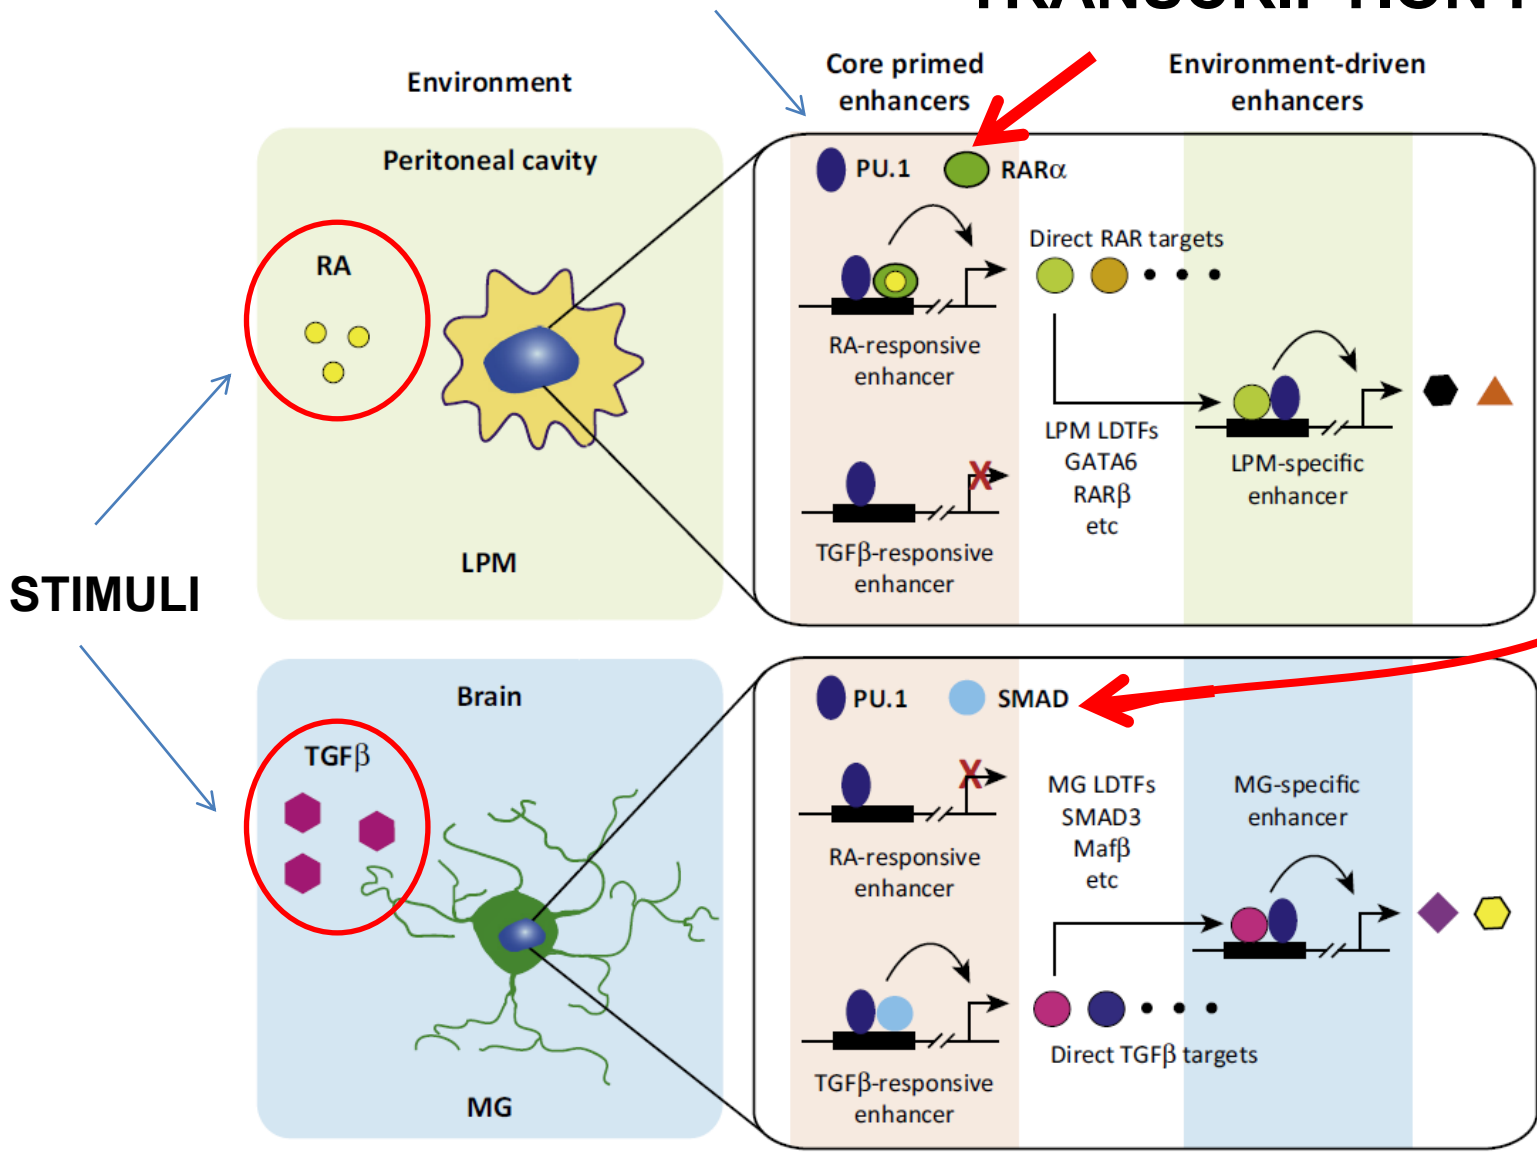 TRANSCRIPTION
Environment
Core primed
enhancers
Environment-driven
enhancers
Peritoneal cavity
RA
LPM
PU.1
RARα
Direct RAR targets
RA-responsive
enhancer
LPM LDTFs
GATA6
RARβ
etc
LPM-specific
enhancer
TGFβ-responsive
enhancer
STIMULI
Brain
TGFβ
MG
PU.1
SMAD
RA-responsive
enhancer
MG LDTFs
SMAD3
Mafβ
etc
MG-specific
enhancer
TGFβ-responsive
enhancer
Direct TGFβ targets